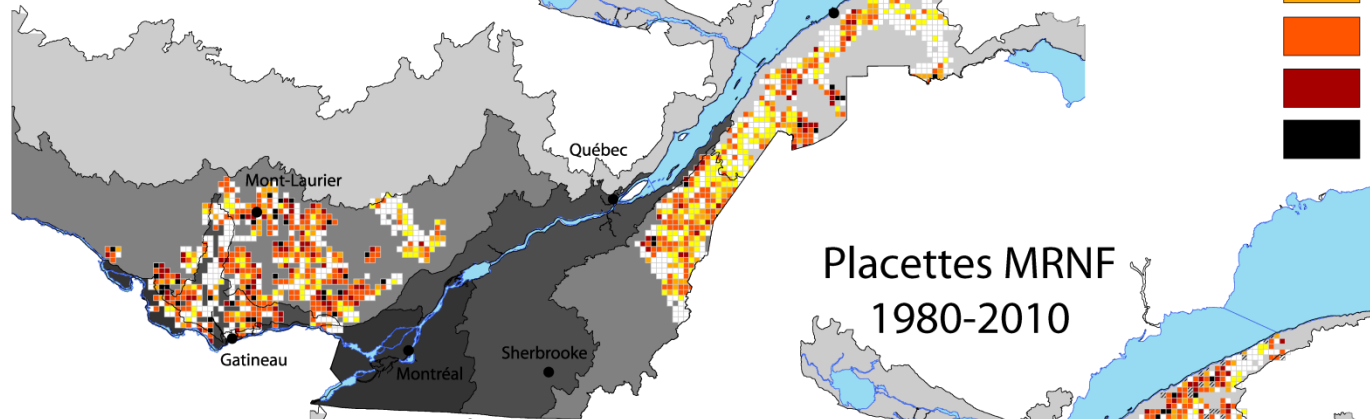 Québec
Mont-Laurier
Placettes MRNF
1980-2010
Sherbrooke
Gatineau
Montréal